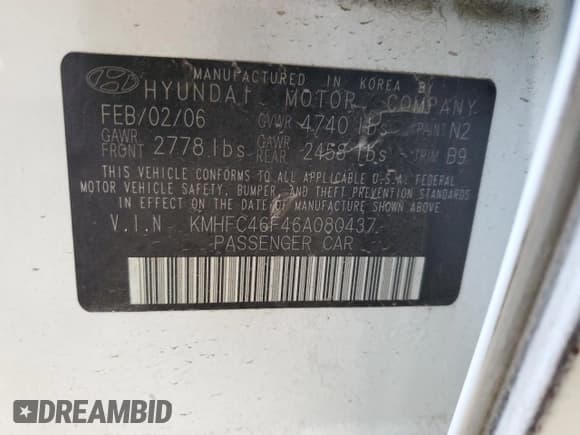 MANUFACTURED IN KOREA BY
HYUNDAI MOTOR COMPANY
FEB/02/06 GVWR 4740 lbs PAINT N2
GAWR FRONT 2778 lbs GAWR REAR 2458 lbs TRIM B9
THIS VEHICLE CONFORMS TO ALL APPLICABLE U.S.A. FEDERAL
MOTOR VEHICLE SAFETY, BUMPER, AND THEFT PREVENTION STANDARDS
IN EFFECT ON THE DATE OF MANUFACTURE SHOWN ABOVE.
V.I.N KMHFC46F46A080437
PASSENGER CAR
DREAMBID